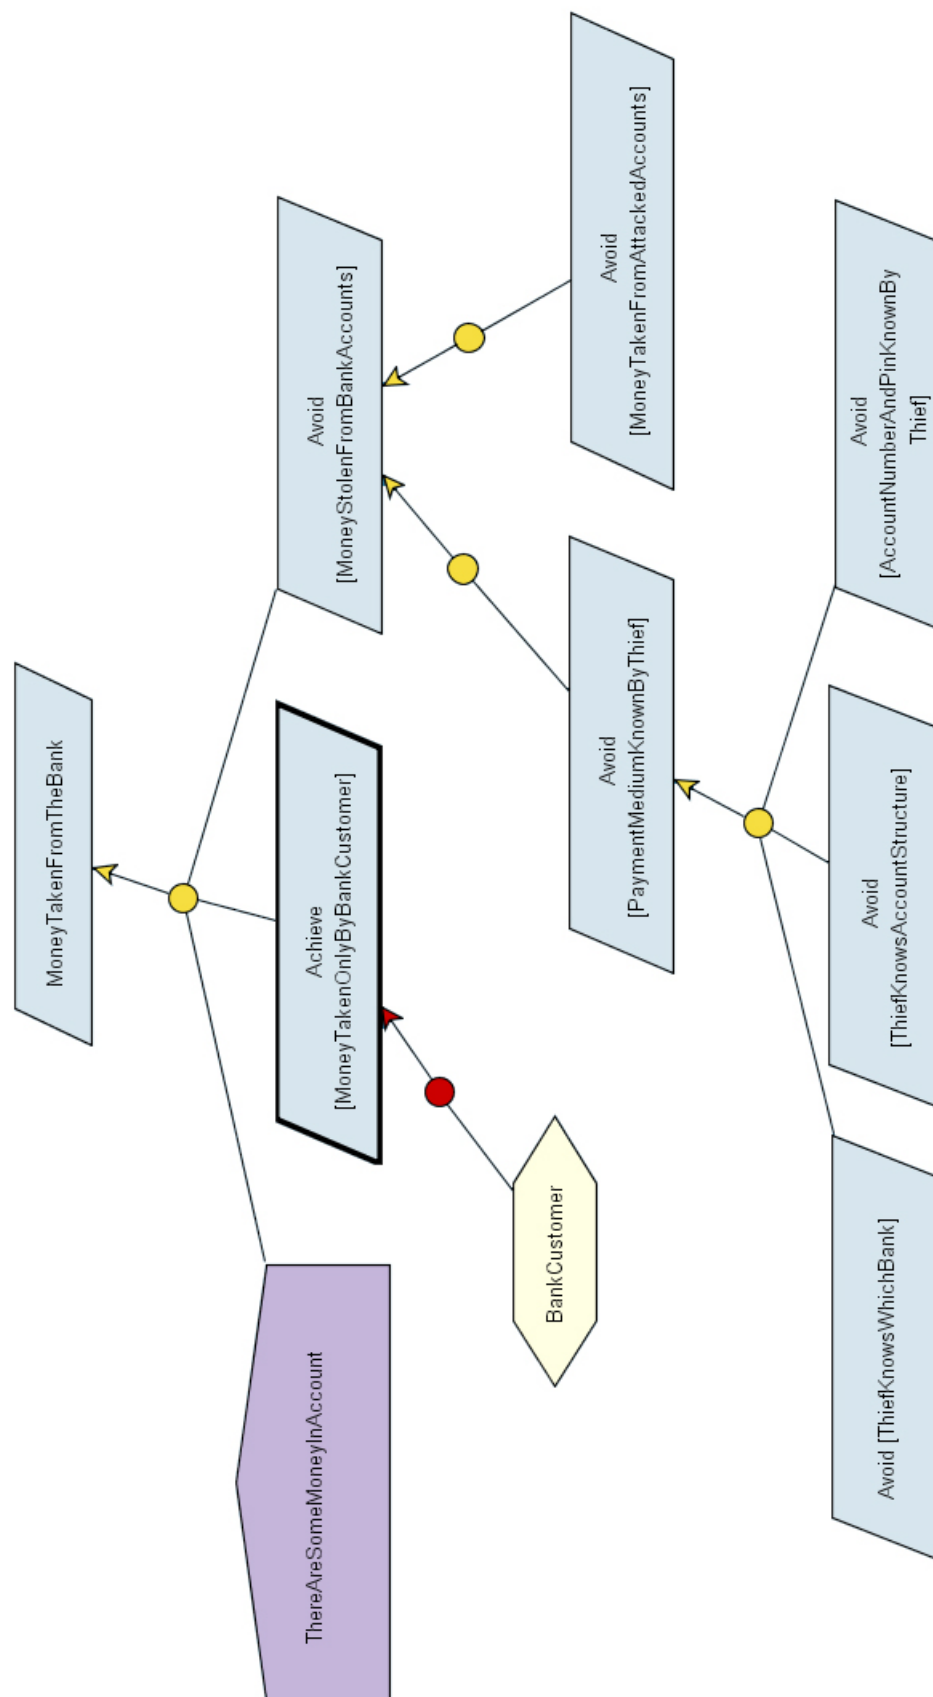 MoneyTakenFromTheBank
ThereAreSomeMoneyInAccount
Achieve
[MoneyTakenOnlyByBankCustomer]
Avoid
[MoneyStolenFromBankAccounts]
BankCustomer
Avoid
[PaymentMediumKnownByThief]
Avoid
[MoneyTakenFromAttackedAccounts]
Avoid [ThiefKnowsWhichBank]
Avoid
[ThiefKnowsAccountStructure]
Avoid
[AccountNumberAndPinKnownBy
Thief]